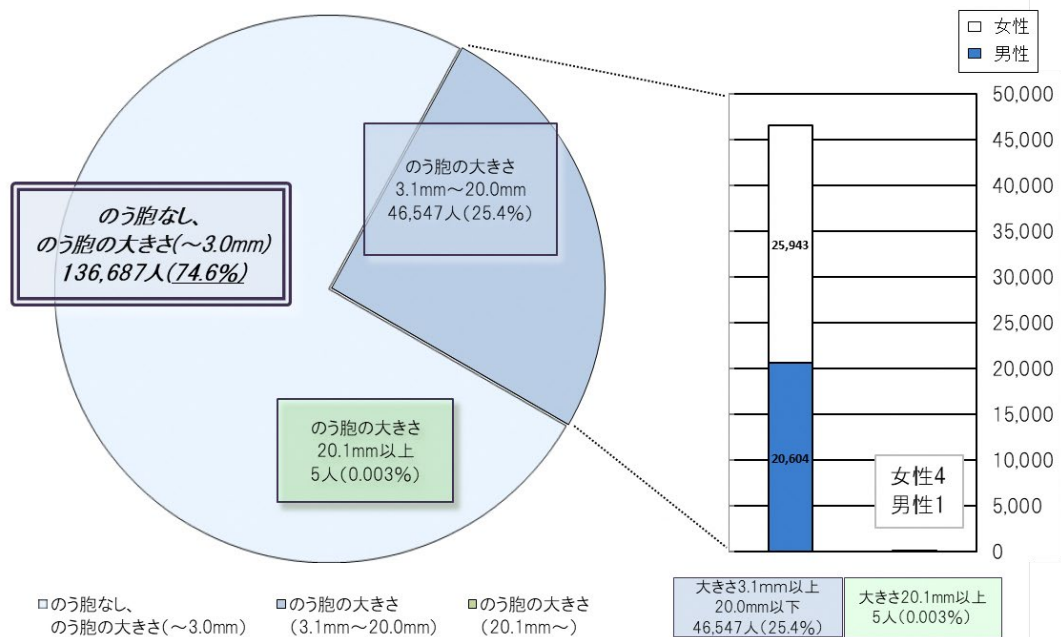 のう胞なし、
のう胞の大きさ(～3.0mm)
136,687人(74.6%)
のう胞の大きさ
3.1mm～20.0mm
46,547人(25.4%)
のう胞の大きさ
20.1mm以上
5人(0.003%)
□のう胞なし、
のう胞の大きさ(～3.0mm)
のう胞の大きさ
(3.1mm～20.0mm)
のう胞の大きさ
(20.1mm～)
女性
男性
50,000
45,000
40,000
35,000
30,000
25,000
20,000
15,000
10,000
5,000
0
25,943
20,604
女性4
男性1
大きさ3.1mm以上
20.0mm以下
46,547人(25.4%)
大きさ20.1mm以上
5人(0.003%)